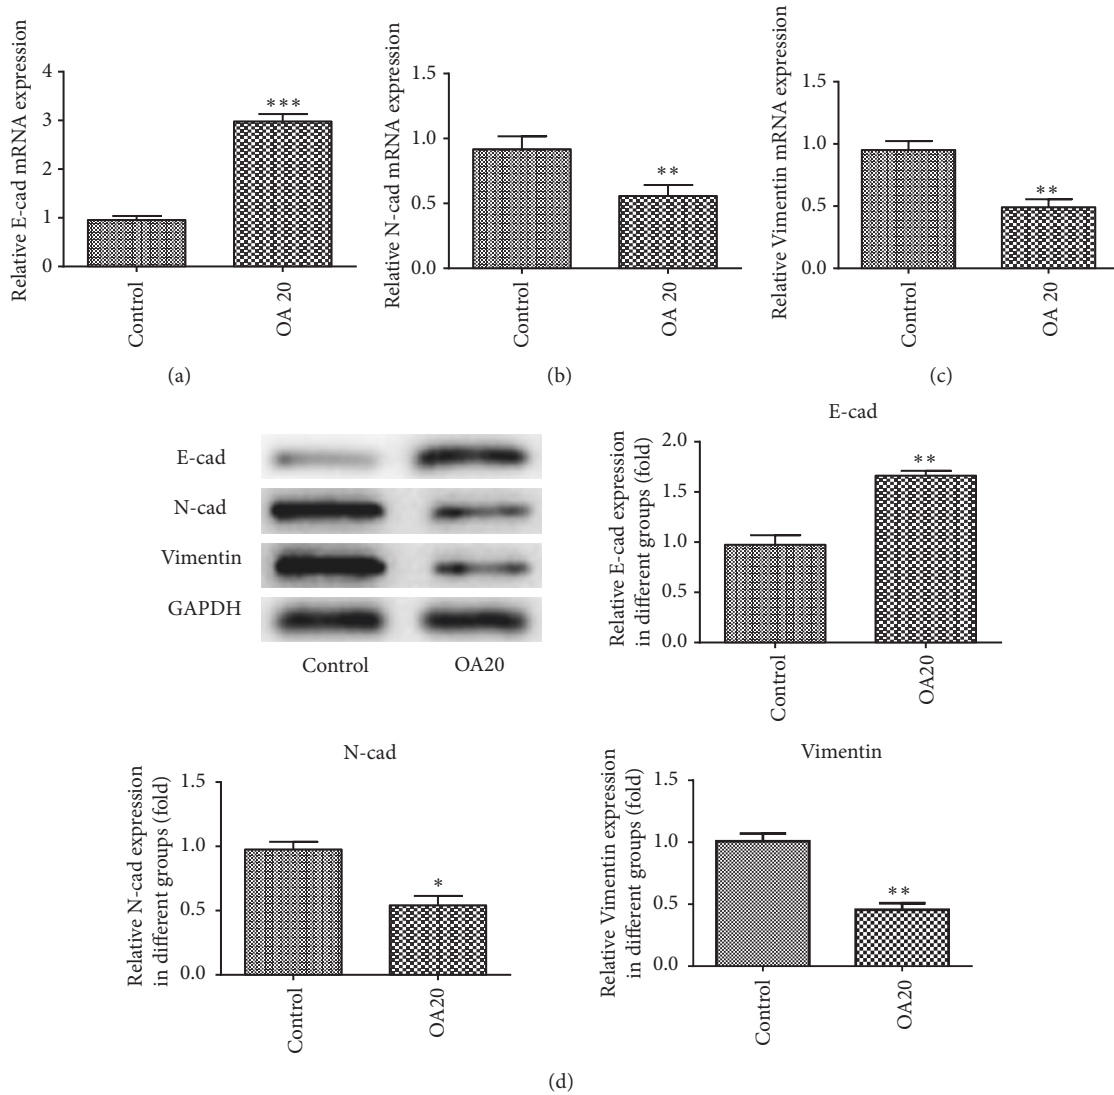 Relative E-cad mRNA expression
4
3
2
1
0
***
Control
OA 20
(a)
Relative N-cad mRNA expression
1.5
1.0
0.5
0.0
**
Control
OA 20
(b)
Relative Vimentin mRNA expression
1.5
1.0
0.5
0.0
**
Control
OA 20
(c)
E-cad
N-cad
Vimentin
GAPDH
Control OA20
E-cad
Relative E-cad expression
in different groups (fold)
2.0
1.5
1.0
0.5
0.0
**
Control
OA20
N-cad
Relative N-cad expression
in different groups (fold)
1.5
1.0
0.5
0.0
*
Control
OA20
Vimentin
Relative Vimentin expression
in different groups (fold)
1.5
1.0
0.5
0.0
**
Control
OA20
(d)